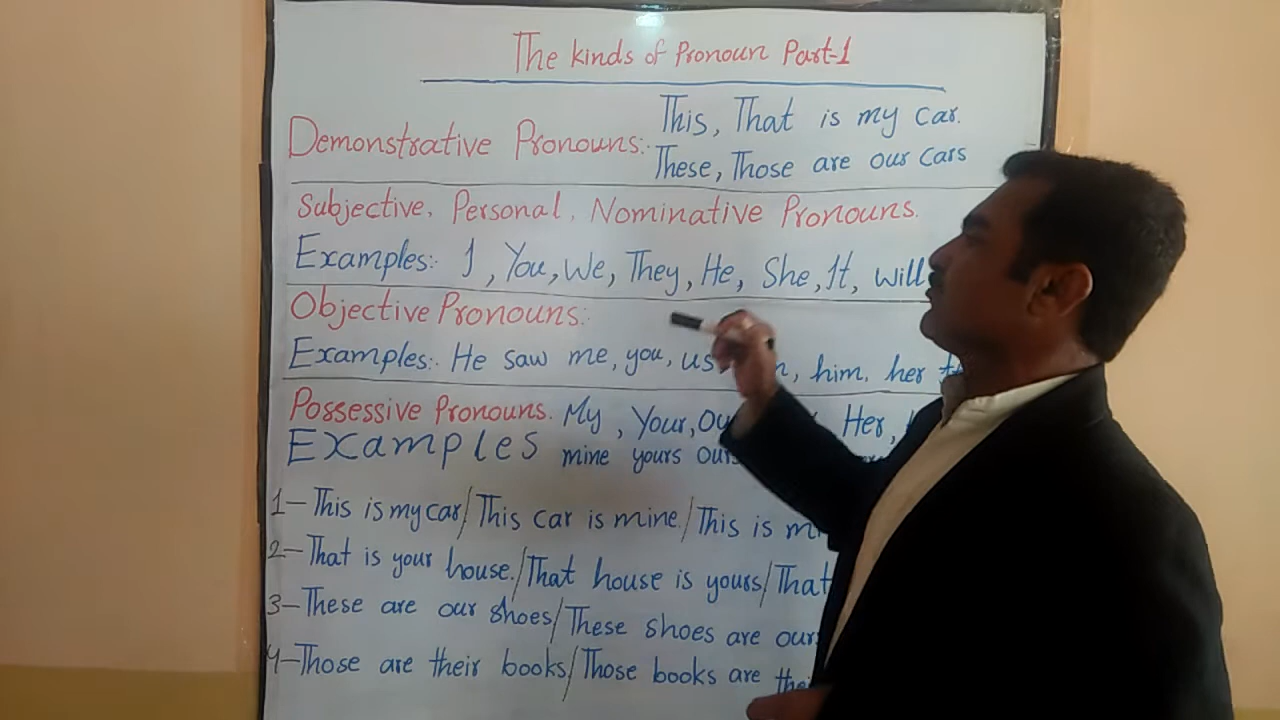 The kinds of Pronoun Part-1
Demonstrative Pronouns:
This, That is my car.
These, Those are our cars
Subjective, Personal, Nominative Pronouns.
Examples: I, You, We, They, He, She, It, will
Objective Pronouns:
Examples: He saw me, you, us, him, her
Possessive Pronouns. My, Your, Her,
Examples mine yours
1- This is my car/ This car is mine./ This is
2- That is your house./ That house is yours/ That
3- These are our shoes/ These shoes are
4- Those are their books/ Those books are